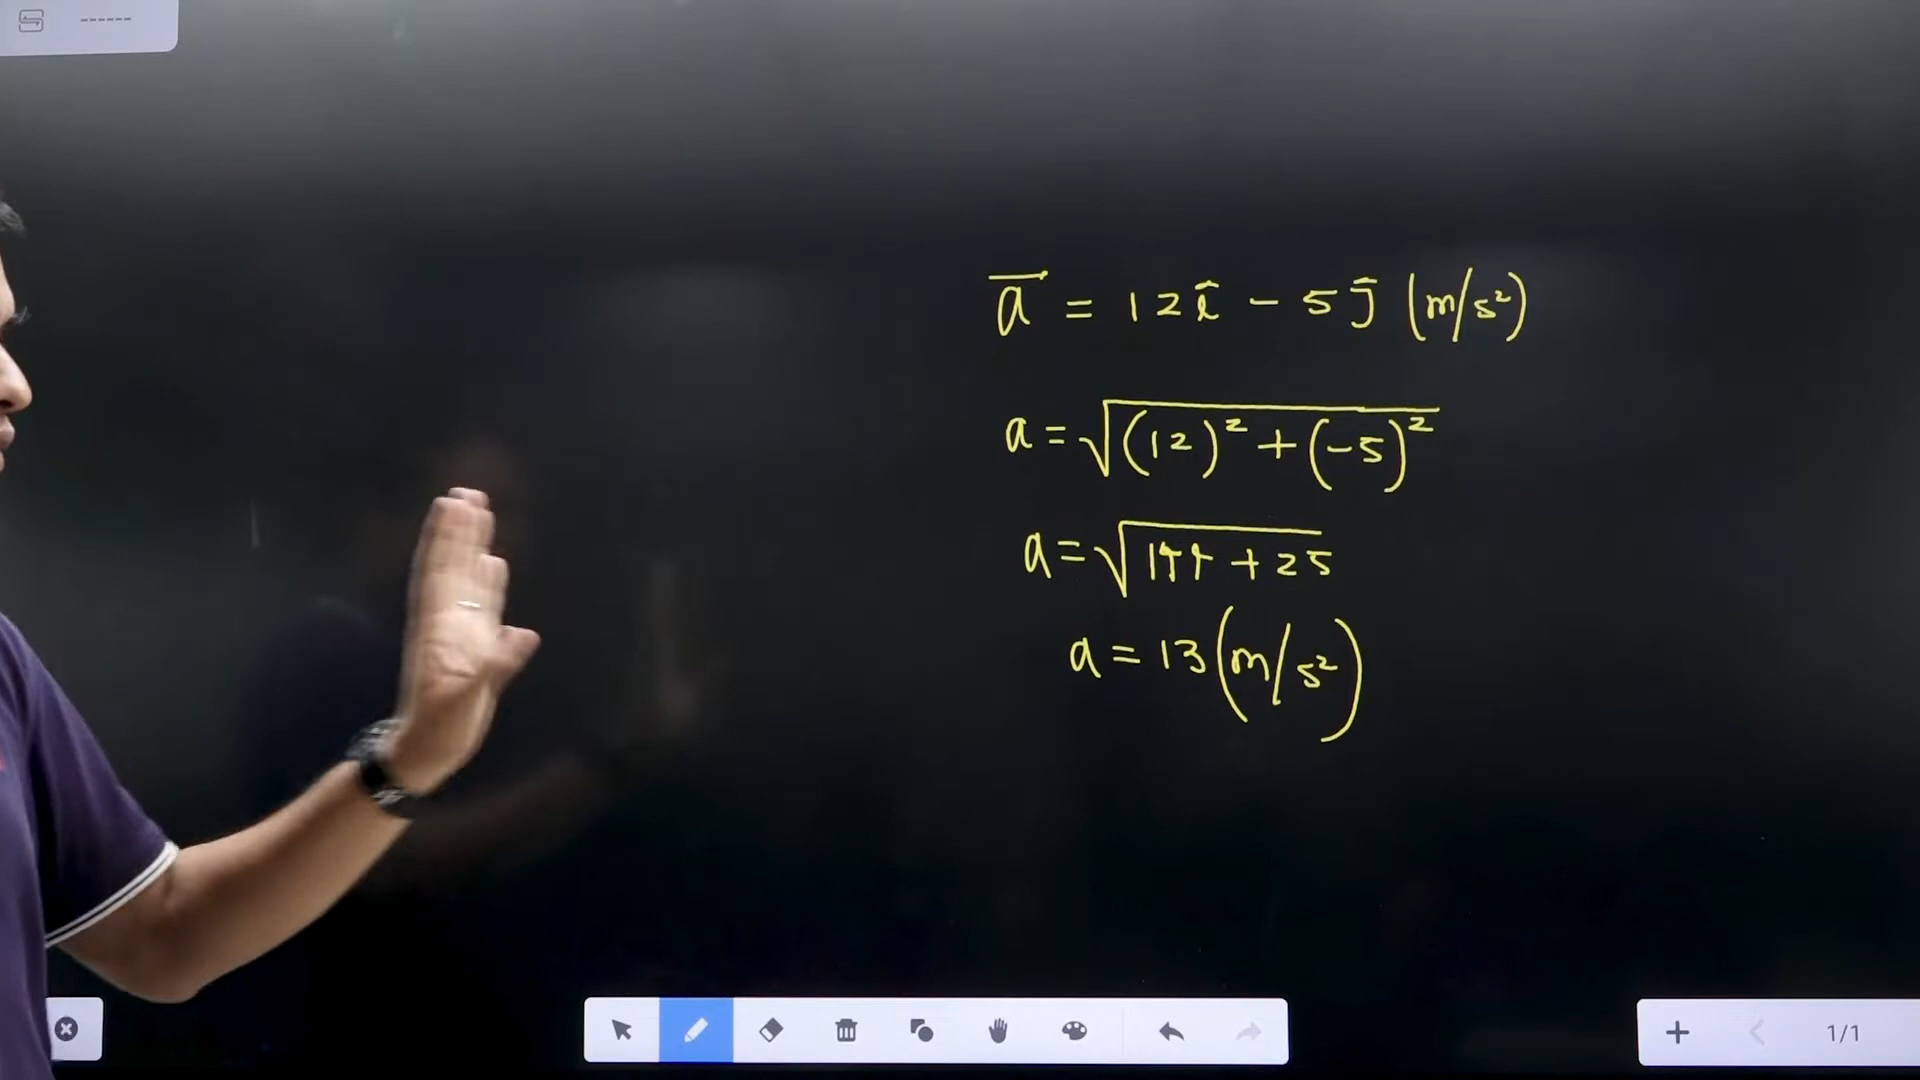 ------
a̅ = 12î - 5ĵ (m/s²)
a = √((12)² + (-5)²)
a = √(144 + 25)
a = 13 (m/s²)
1/1